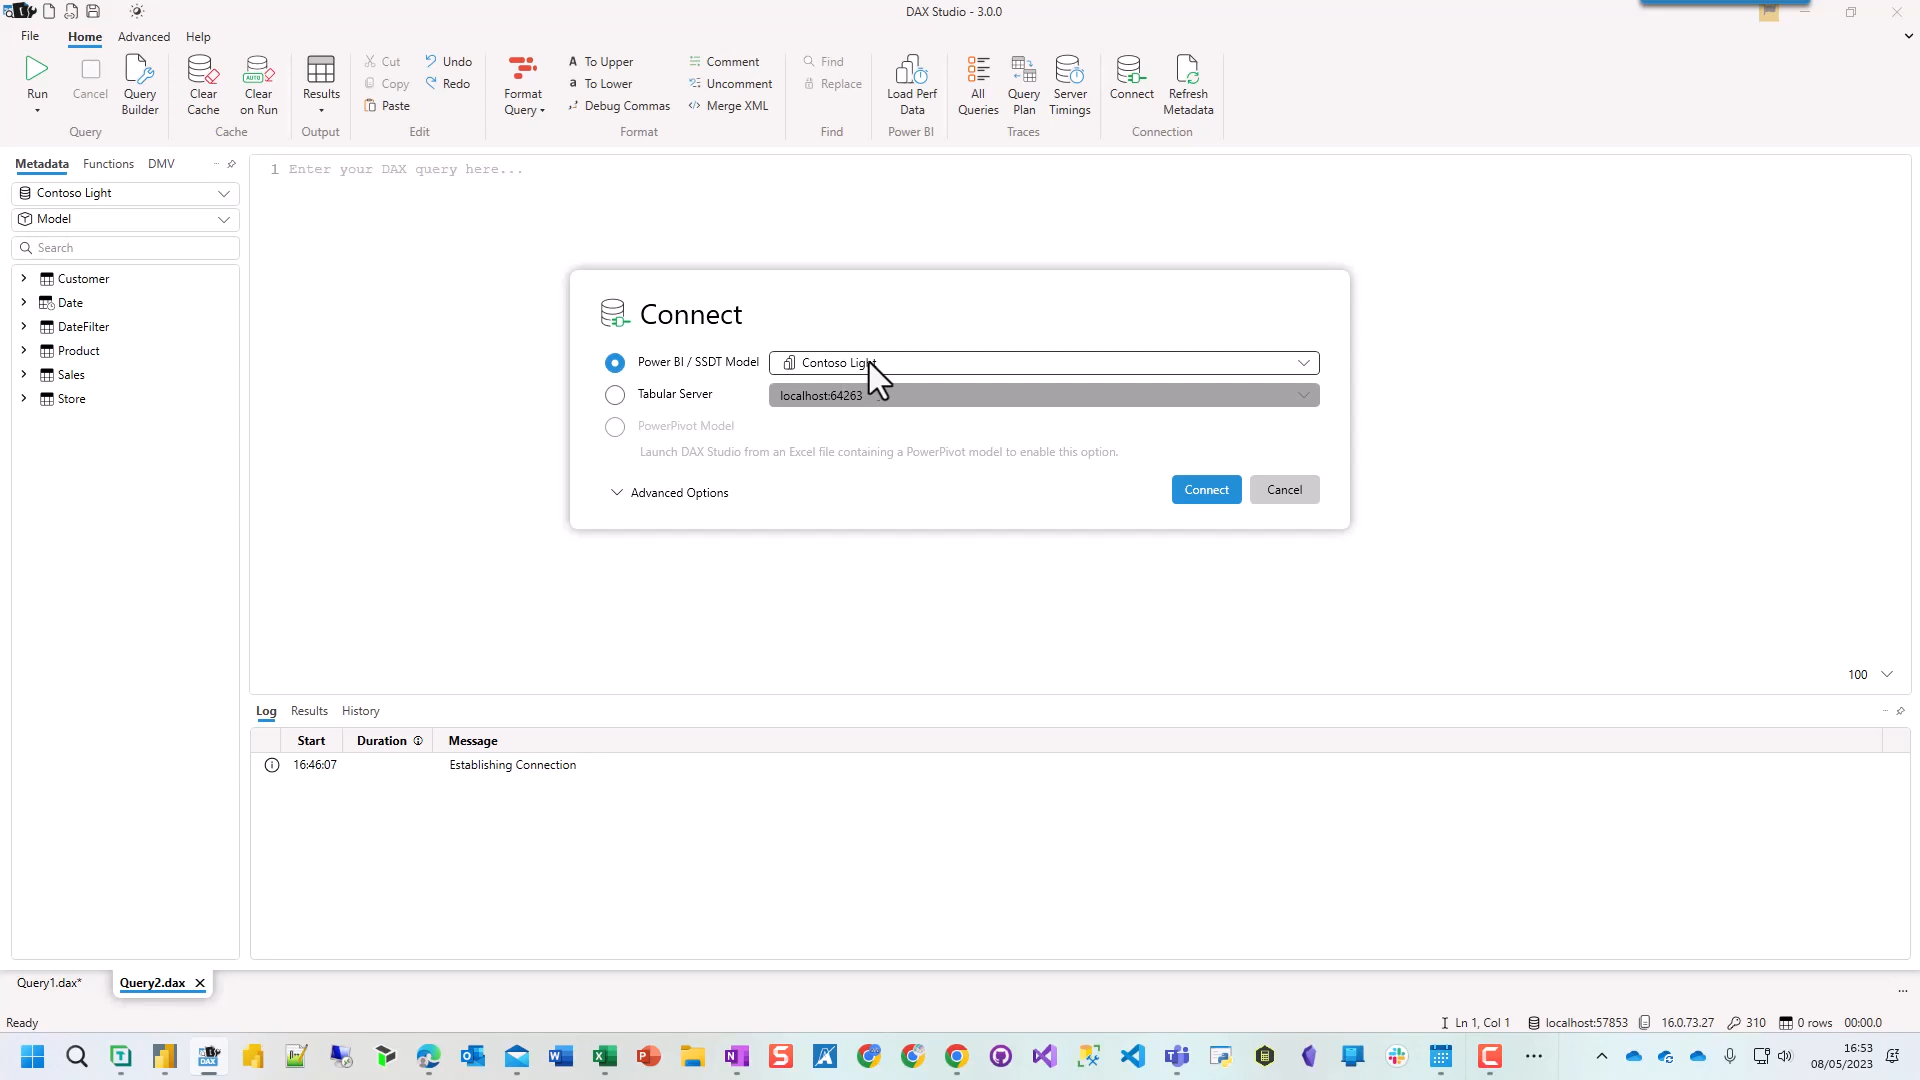 DAX Studio - 3.0.0
File Home Advanced Help
Run Cancel Query Builder
Clear Cache Clear on Run
Results
Cut Undo
Copy Redo
Paste
Format Query
To Upper
To Lower
Debug Commas
Comment
Uncomment
Merge XML
Find
Replace
Load Perf Data
All Queries Query Plan Server Timings
Connect Refresh Metadata
Query Cache Output Edit Format Find Power BI Traces Connection
Metadata Functions DMV
Contoso Light
Model
Search
Customer
Date
DateFilter
Product
Sales
Store
1 Enter your DAX query here...
Connect
Power BI / SSDT Model Contoso Light
Tabular Server localhost:64263
PowerPivot Model
Launch DAX Studio from an Excel file containing a PowerPivot model to enable this option.
Advanced Options Connect Cancel
100
Log Results History
Start Duration Message
16:46:07 Establishing Connection
Query1.dax* Query2.dax
Ready Ln 1, Col 1 localhost:57853 16.0.73.27 310 0 rows 00:00.0
16:53
08/05/2023